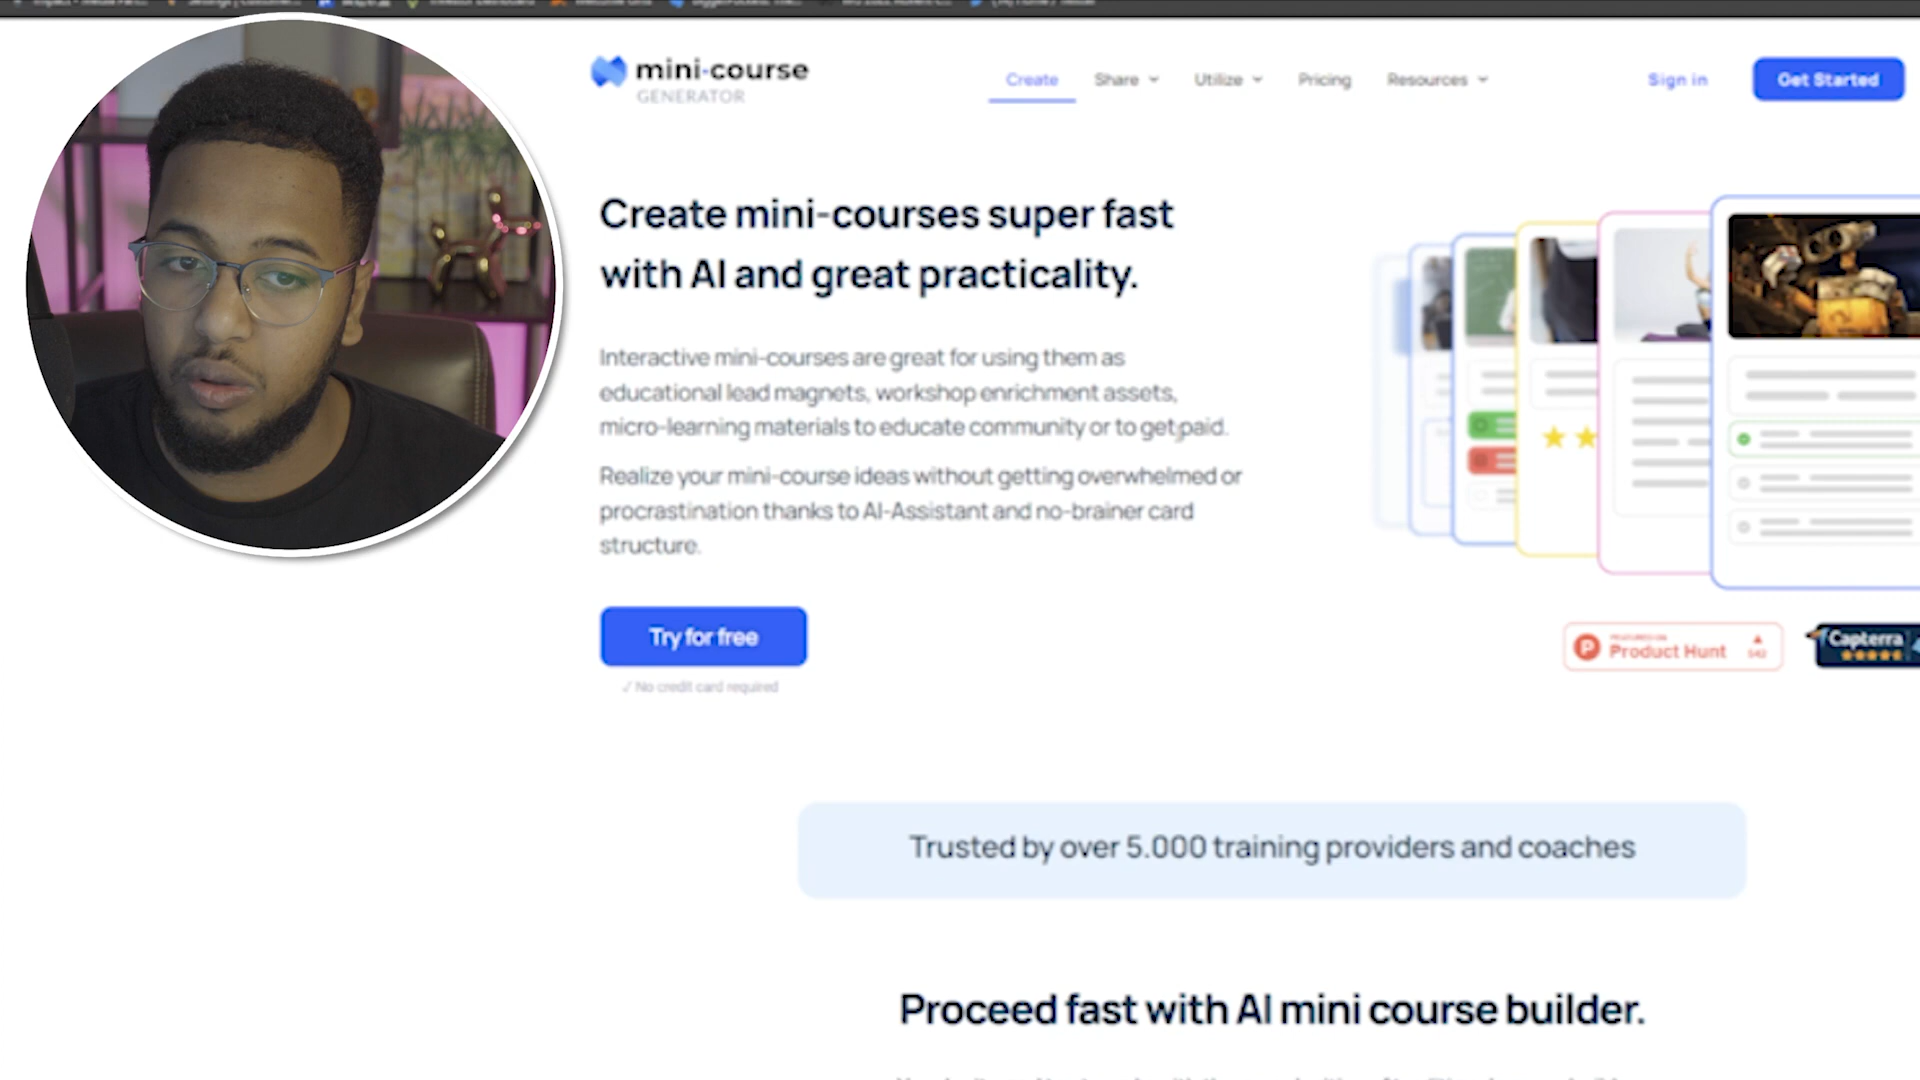 mini-course
GENERATOR
Create
Share
Utilize
Pricing
Resources
Sign in
Get Started
Create mini-courses super fast
with AI and great practicality.
Interactive mini-courses are great for using them as
educational lead magnets, workshop enrichment assets,
micro-learning materials to educate community or to get paid.
Realize your mini-course ideas without getting overwhelmed or
procrastination thanks to AI-Assistant and no-brainer card
structure.
Try for free
✓ No credit card required
FEATURED ON
Product Hunt
Capterra
Trusted by over 5.000 training providers and coaches
Proceed fast with AI mini course builder.